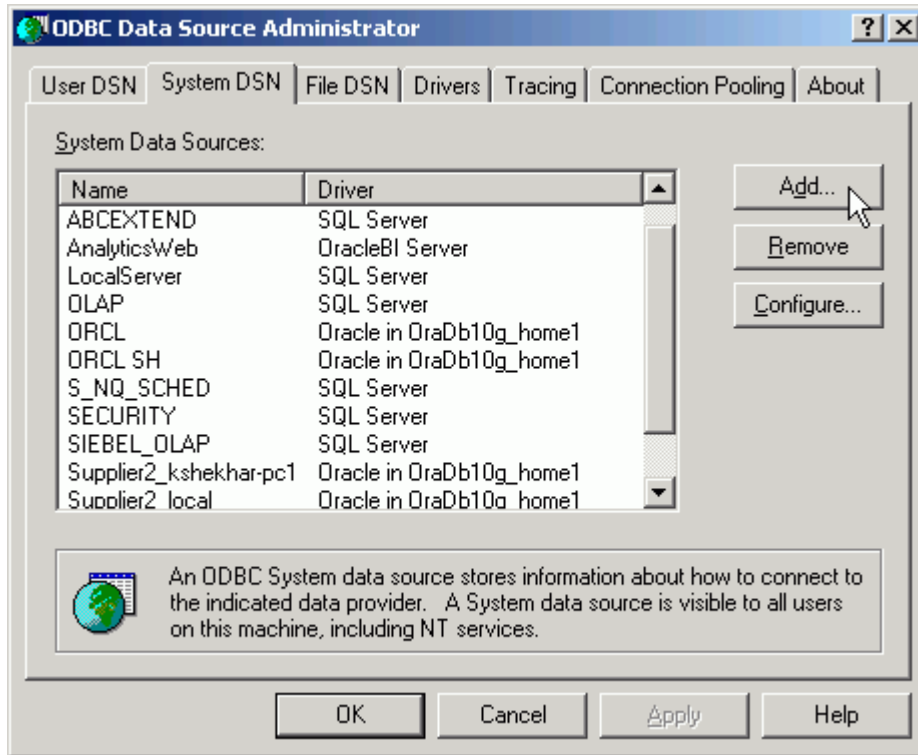 ODBC Data Source Administrator
User DSN System DSN File DSN Drivers Tracing Connection Pooling About
System Data Sources:
Name Driver
ABCEXTEND SQL Server
AnalyticsWeb OracleBI Server
LocalServer SQL Server
OLAP SQL Server
ORCL Oracle in OraDb10g_home1
ORCL SH Oracle in OraDb10g_home1
S_NQ_SCHED SQL Server
SECURITY SQL Server
SIEBEL_OLAP SQL Server
Supplier2_kshekhar-pc1 Oracle in OraDb10g_home1
Supplier2_local Oracle in OraDb10g_home1
Add...
Remove
Configure...
An ODBC System data source stores information about how to connect to
the indicated data provider. A System data source is visible to all users
on this machine, including NT services.
OK Cancel Apply Help